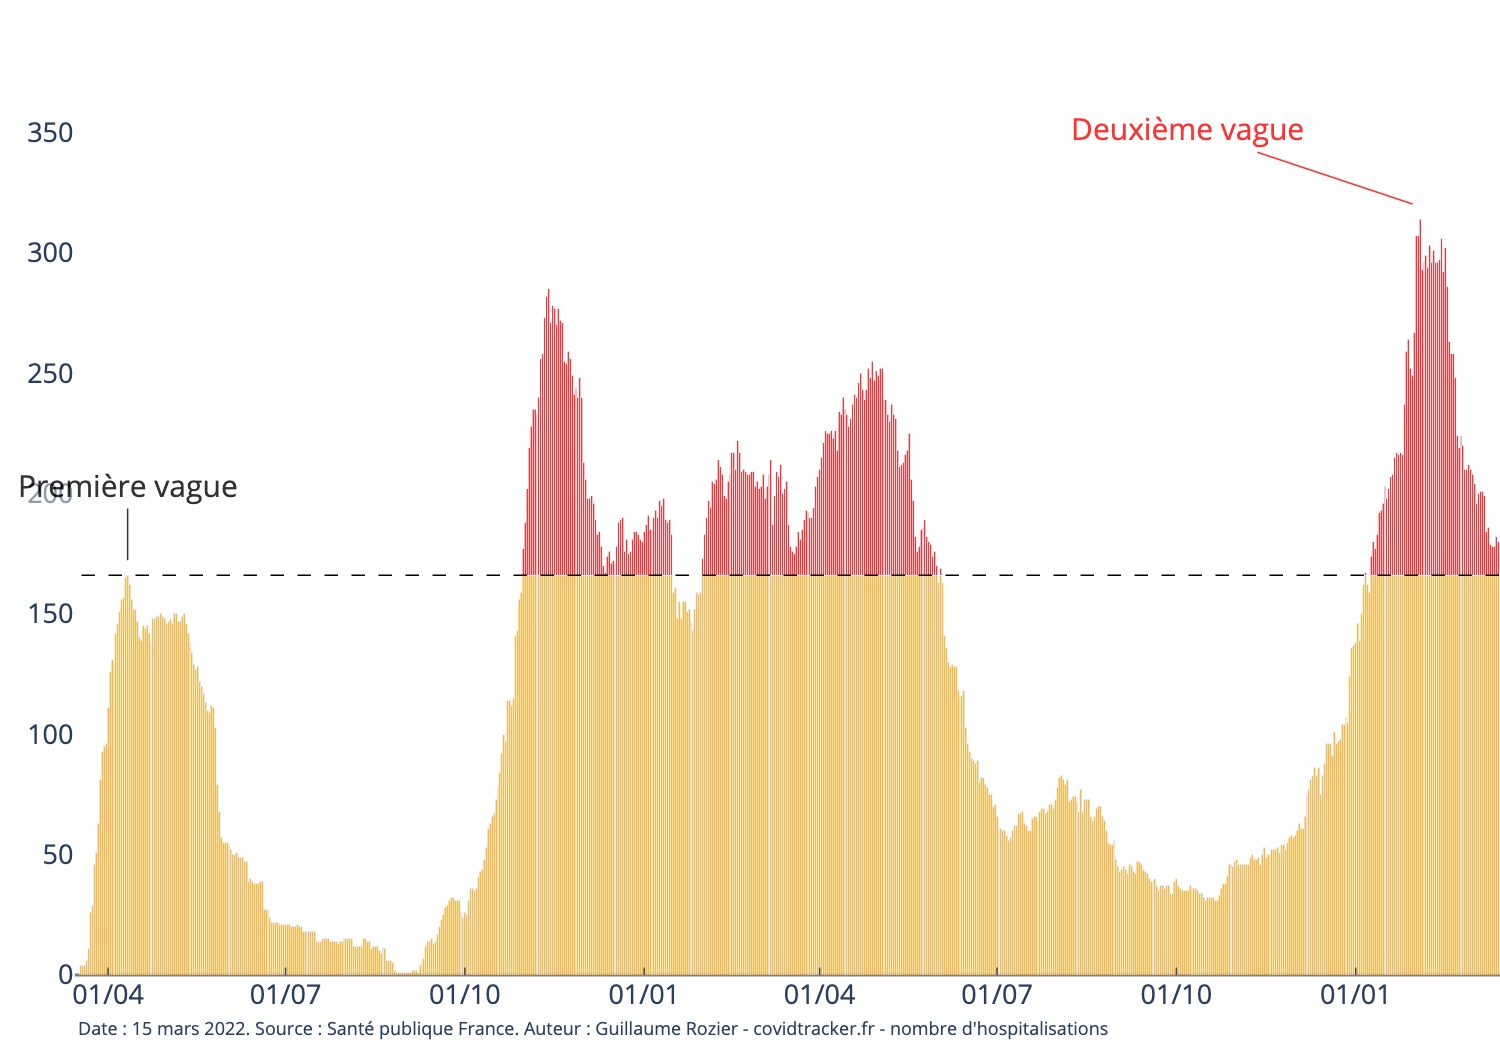 350
Deuxième vague
300
250
Première vague
200
150
100
50
0
01/04 01/07 01/10 01/01 01/04 01/07 01/10 01/01
Date : 15 mars 2022. Source : Santé publique France. Auteur : Guillaume Rozier - covidtracker.fr - nombre d'hospitalisations